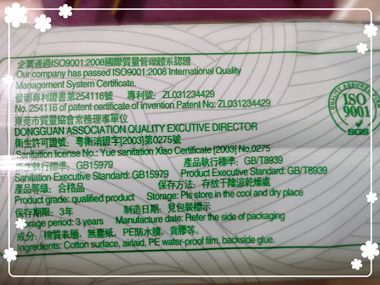 企業通過ISO9001:2008國際質量管理體系認證
Our company has passed ISO9001:2008 International Quality
Management System Certificate.
發明專利證書第254116號 專利號: ZL031234429
No. 254116 of patent certificate of invention Patent No: ZL031234429
東莞市質量協會常務理事單位
DONGGUAN ASSOCIATION QUALITY EXCUTIVE DIRECTOR
衛生許可證號: 粵衛消證字[2003]第0275號
Sanitation license No.: Yue sanitation Xiao Certificate [2003] No.0275
衛生執行標準: GB15979 產品執行標準: GB/T8939
Sanitation Executive Standard: GB15979 Product Executive Standard: GB/T8939
產品等級: 合格品 保存方法: 存放于陰涼乾燥處
Product grade: qualified product Storage: Pls store in the cool and dry place
保存期限: 3年 製造日期: 見包裝標示
Storage period: 3 years Manufacture date: Refer the side of packaging
成分: 棉質表層, 無塵紙, PE防水膜, 背膠等。
Ingredients: Cotton surface, airlaid, PE water-proof film, backside glue.
ISO
9001
SGS